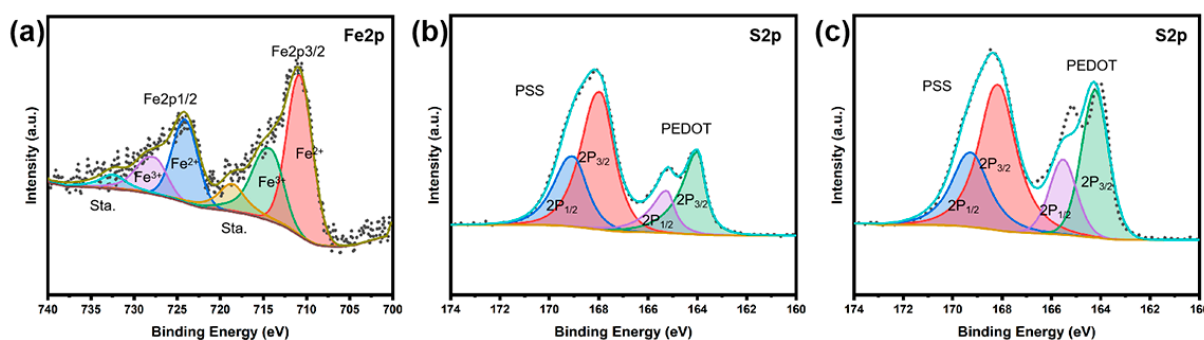 (a)
Fe2p
Fe2p3/2
Fe2p1/2
Fe³⁺
Fe²⁺
Fe³⁺
Fe²⁺
Sta.
Sta.
Intensity (a.u.)
740 735 730 725 720 715 710 705 700
Binding Energy (eV)
(b)
S2p
PSS
PEDOT
2P3/2
2P1/2
2P1/2
2P3/2
Intensity (a.u.)
174 172 170 168 166 164 162 160
Binding Energy (eV)
(c)
S2p
PSS
PEDOT
2P3/2
2P1/2
2P1/2
2P3/2
Intensity (a.u.)
174 172 170 168 166 164 162 16
Binding Energy (eV)